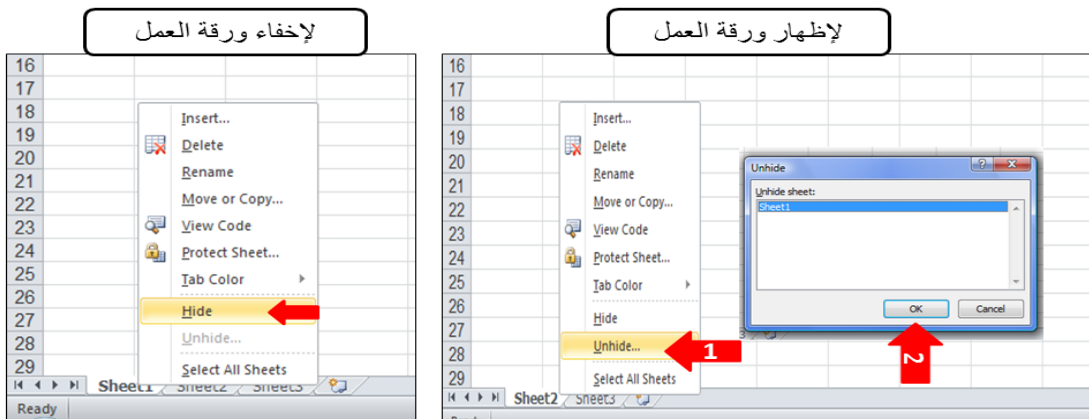 لإخفاء ورقة العمل
16
17
18
19
20
21
22
23
24
25
26
27
28
29
Insert...
Delete
Rename
Move or Copy...
View Code
Protect Sheet...
Tab Color
Hide
Unhide...
Select All Sheets
Sheet1 Sheet2 Sheet3
Ready
لإظهار ورقة العمل
16
17
18
19
20
21
22
23
24
25
26
27
28
29
Insert...
Delete
Rename
Move or Copy...
View Code
Protect Sheet...
Tab Color
Hide
Unhide...
1
Select All Sheets
Sheet2 Sheet3
Unhide
Unhide sheet:
Sheet1
OK Cancel
2